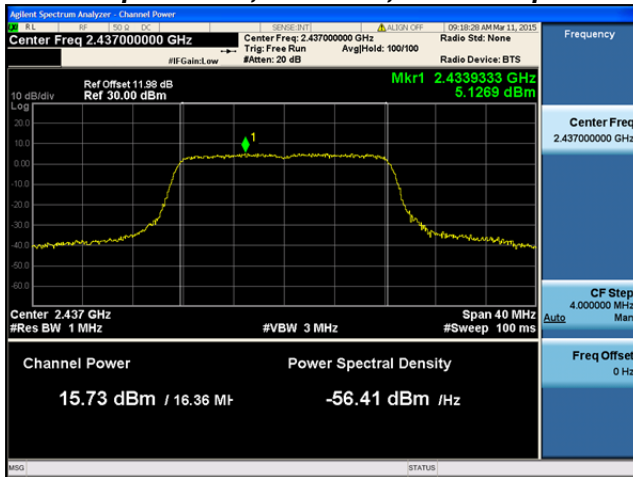 Agilent Spectrum Analyzer - Channel Power
RL RF 50 Ω DC SENSE:INT ALIGN OFF 09:18:28 AM Mar 11, 2015
Center Freq 2.437000000 GHz
Center Freq: 2.437000000 GHz Radio Std: None
Trig: Free Run Avg|Hold: 100/100
#IFGain:Low #Atten: 20 dB Radio Device: BTS
Frequency
Mkr1 2.4339333 GHz
5.1269 dBm
Ref Offset 11.98 dB
10 dB/div Ref 30.00 dBm
Log
20.0
10.0
0.00
-10.0
-20.0
-30.0
-40.0
-50.0
-60.0
1
Center Freq
2.437000000 GHz
CF Step
4.000000 MHz
Auto Man
Freq Offset
0 Hz
Center 2.437 GHz Span 40 MHz
#Res BW 1 MHz #VBW 3 MHz #Sweep 100 ms
Channel Power Power Spectral Density
15.73 dBm / 16.36 MH -56.41 dBm /Hz
MSG STATUS